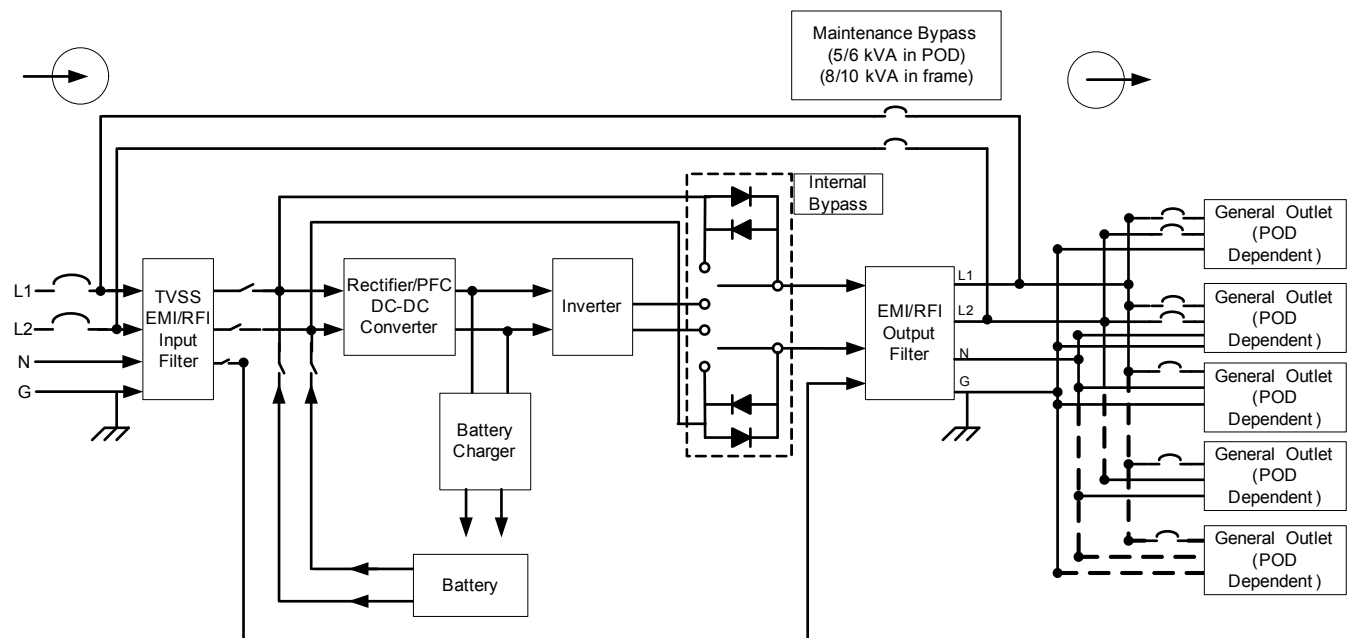 Maintenance Bypass
(5/6 kVA in POD)
(8/10 kVA in frame)
Internal
Bypass
L1
L2
N
G
TVSS
EMI/RFI
Input
Filter
Rectifier/PFC
DC-DC
Converter
Inverter
Battery
Charger
Battery
EMI/RFI
Output
Filter
L1
L2
N
G
General Outlet
(POD
Dependent)
General Outlet
(POD
Dependent)
General Outlet
(POD
Dependent)
General Outlet
(POD
Dependent)
General Outlet
(POD
Dependent)